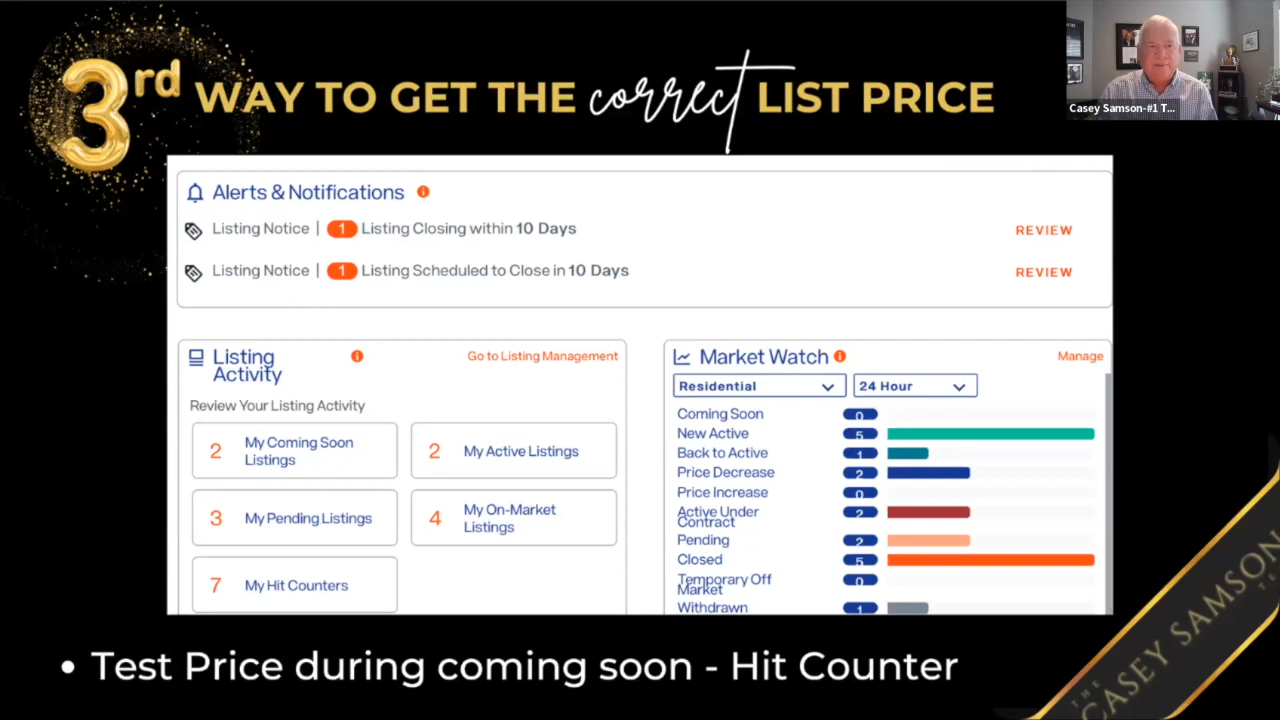 3rd WAY TO GET THE correct LIST PRICE
Casey Samson-#1 T...
Alerts & Notifications
Listing Notice | 1 Listing Closing within 10 Days REVIEW
Listing Notice | 1 Listing Scheduled to Close in 10 Days REVIEW
Listing
Activity
Go to Listing Management
Review Your Listing Activity
2 My Coming Soon
Listings
2 My Active Listings
3 My Pending Listings
4 My On-Market
Listings
7 My Hit Counters
Market Watch Manage
Residential 24 Hour
Coming Soon 0
New Active 5
Back to Active 1
Price Decrease 2
Price Increase 0
Active Under
Contract 2
Pending 2
Closed 5
Temporary Off
Market 0
Withdrawn 1
• Test Price during coming soon - Hit Counter
THE
CASEY SAMSON